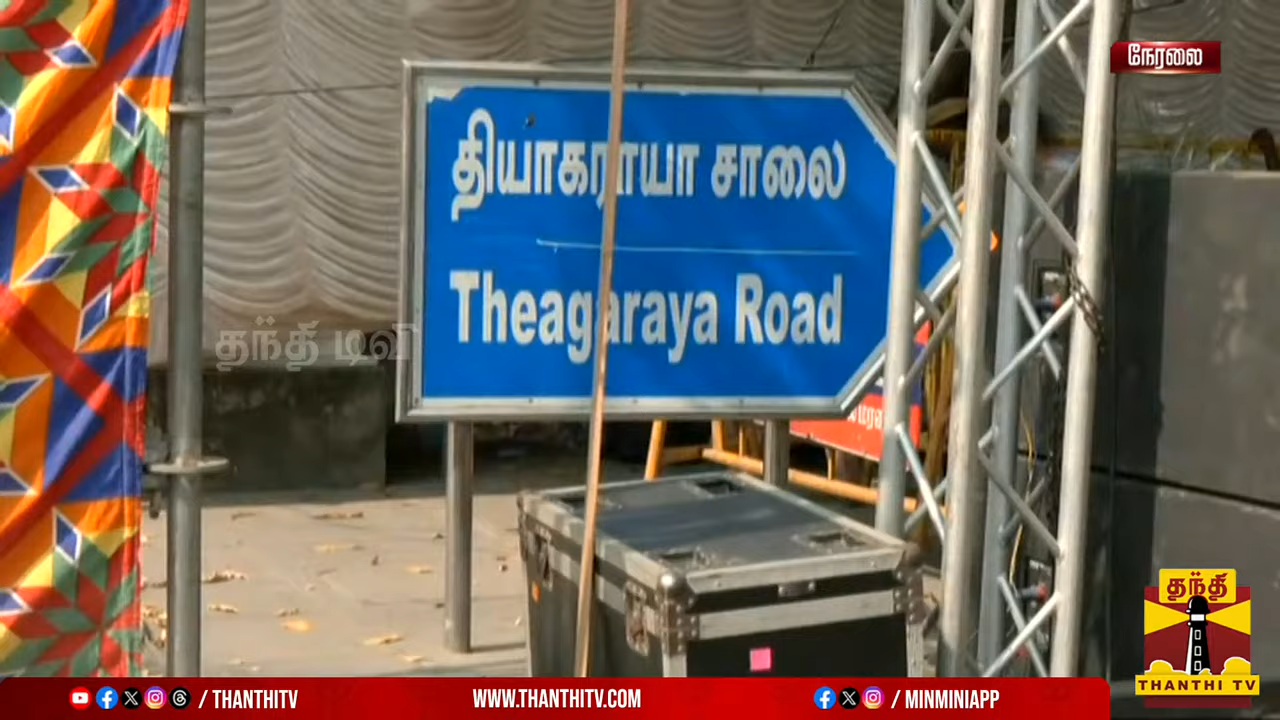 நேரலை
தியாகராயா சாலை
Theagaraya Road
தந்தி டிவி
தந்தி
THANTHI TV
/ THANTHITV
WWW.THANTHITV.COM
/ MINMINIAPP